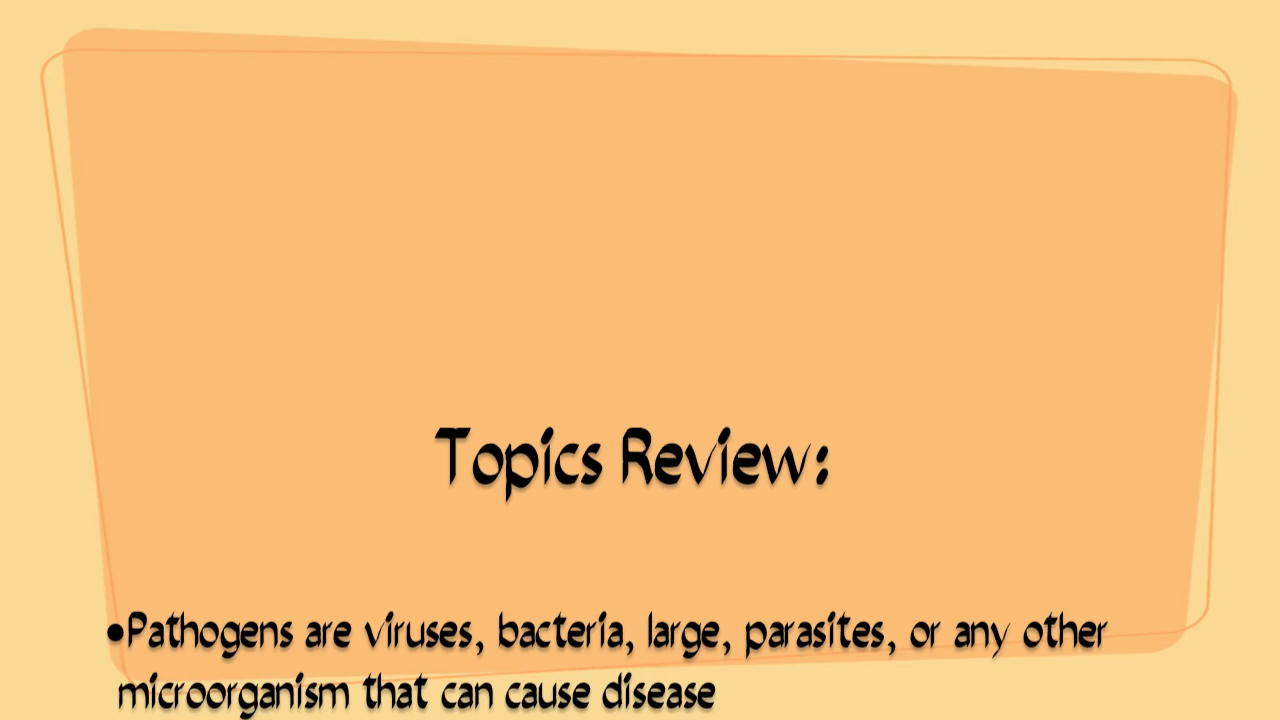 Topics Review:
•Pathogens are viruses, bacteria, large, parasites, or any other
microorganism that can cause disease